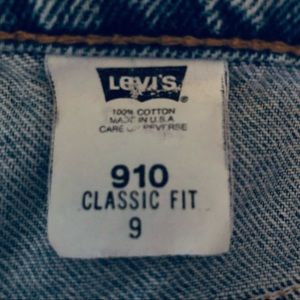 LEVI'S
®
100% COTTON
MADE IN U.S.A
CARE ON REVERSE
910
CLASSIC FIT
9